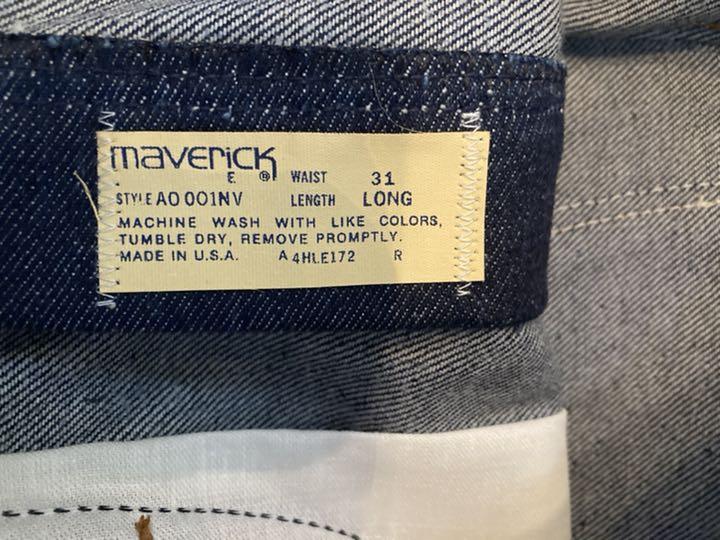 maverick
E. ® WAIST 31
STYLE A0 001NV LENGTH LONG
MACHINE WASH WITH LIKE COLORS,
TUMBLE DRY, REMOVE PROMPTLY.
MADE IN U.S.A. A 4HLE172 R